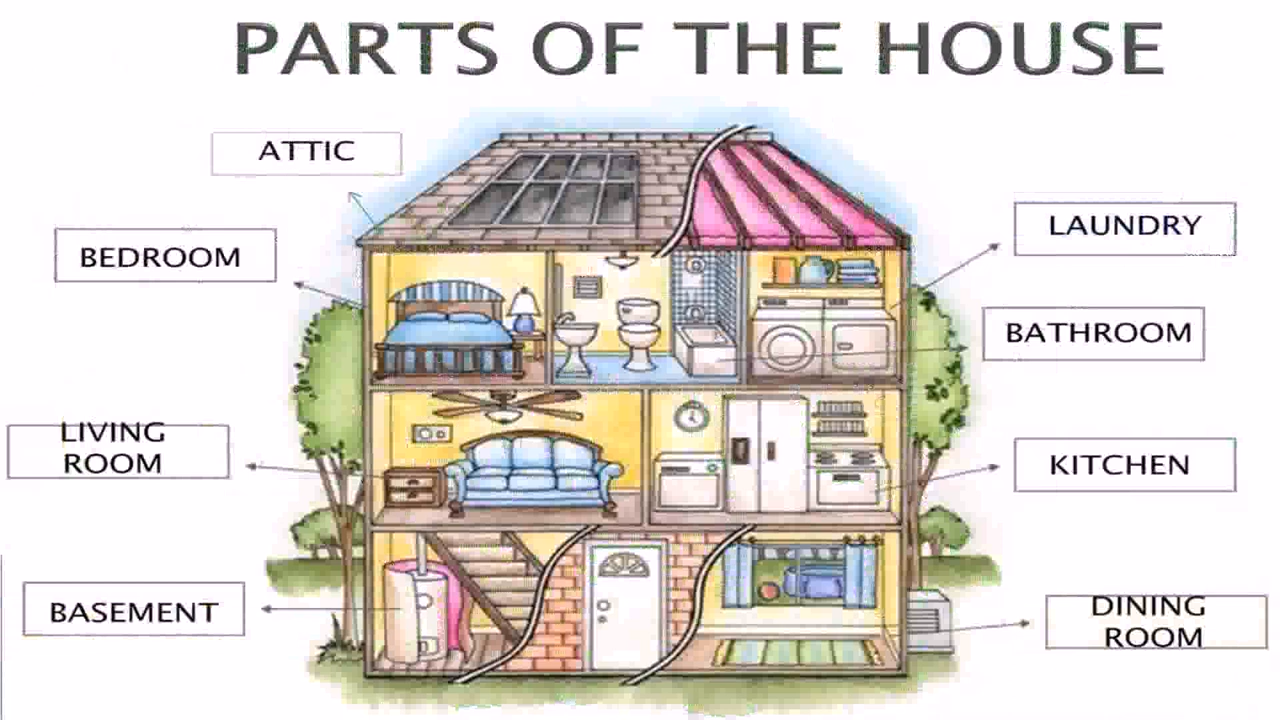 PARTS OF THE HOUSE
ATTIC
BEDROOM
LAUNDRY
BATHROOM
LIVING
ROOM
KITCHEN
BASEMENT
DINING
ROOM